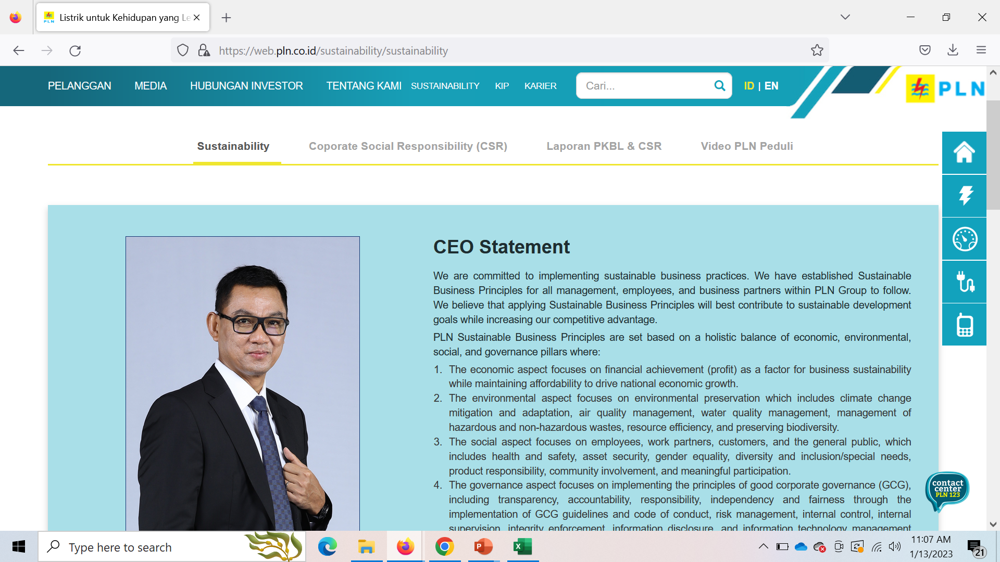 Listrik untuk Kehidupan yang Le
https://web.pln.co.id/sustainability/sustainability
PELANGGAN MEDIA HUBUNGAN INVESTOR TENTANG KAMI SUSTAINABILITY KIP KARIER Cari... ID | EN PLN
Sustainability Coporate Social Responsibility (CSR) Laporan PKBL & CSR Video PLN Peduli
CEO Statement
We are committed to implementing sustainable business practices. We have established Sustainable
Business Principles for all management, employees, and business partners within PLN Group to follow.
We believe that applying Sustainable Business Principles will best contribute to sustainable development
goals while increasing our competitive advantage.
PLN Sustainable Business Principles are set based on a holistic balance of economic, environmental,
social, and governance pillars where:
1. The economic aspect focuses on financial achievement (profit) as a factor for business sustainability
while maintaining affordability to drive national economic growth.
2. The environmental aspect focuses on environmental preservation which includes climate change
mitigation and adaptation, air quality management, water quality management, management of
hazardous and non-hazardous wastes, resource efficiency, and preserving biodiversity.
3. The social aspect focuses on employees, work partners, customers, and the general public, which
includes health and safety, asset security, gender equality, diversity and inclusion/special needs,
product responsibility, community involvement, and meaningful participation.
4. The governance aspect focuses on implementing the principles of good corporate governance (GCG),
including transparency, accountability, responsibility, independency and fairness through the
implementation of GCG guidelines and code of conduct, risk management, internal control, internal
supervision, integrity enforcement, information disclosure, and information technology management
contact
center
PLN 123
Type here to search
11:07 AM
1/13/2023
21